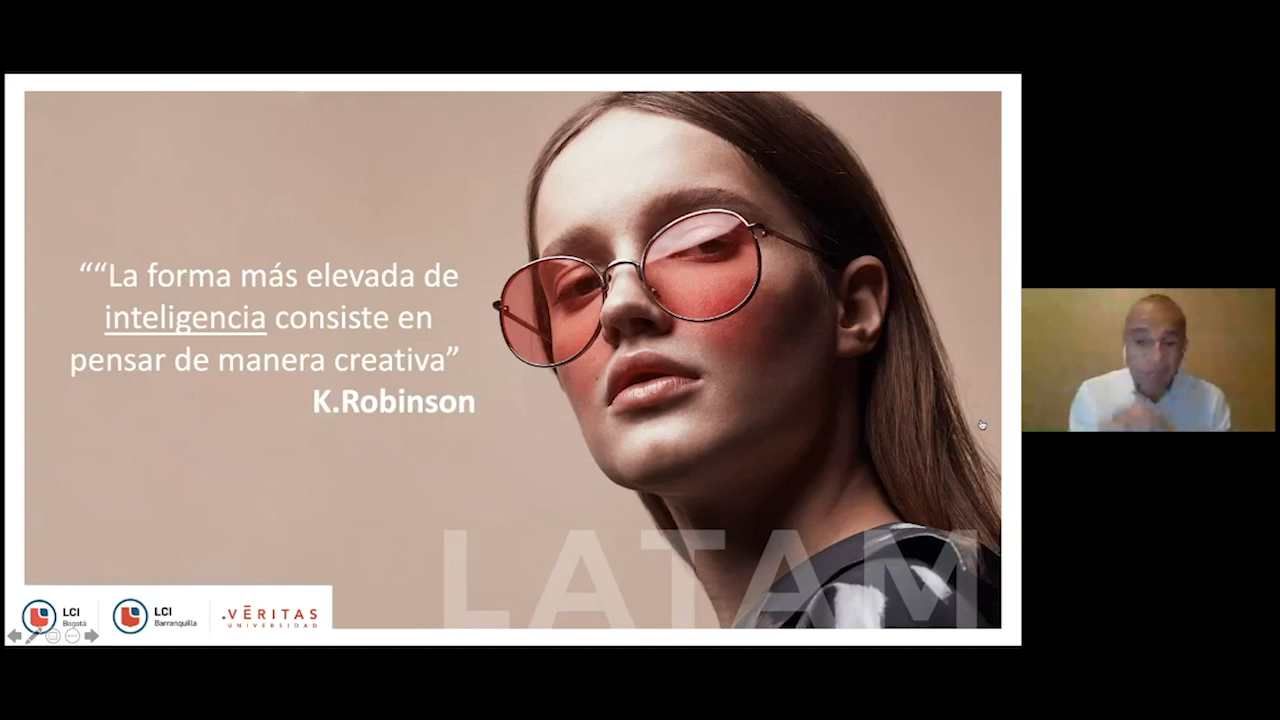 ““La forma más elevada de
inteligencia consiste en
pensar de manera creativa”
K.Robinson
LATAM
LCI
Bogotá
LCI
Barranquilla
.VĒRITAS
UNIVERSIDAD